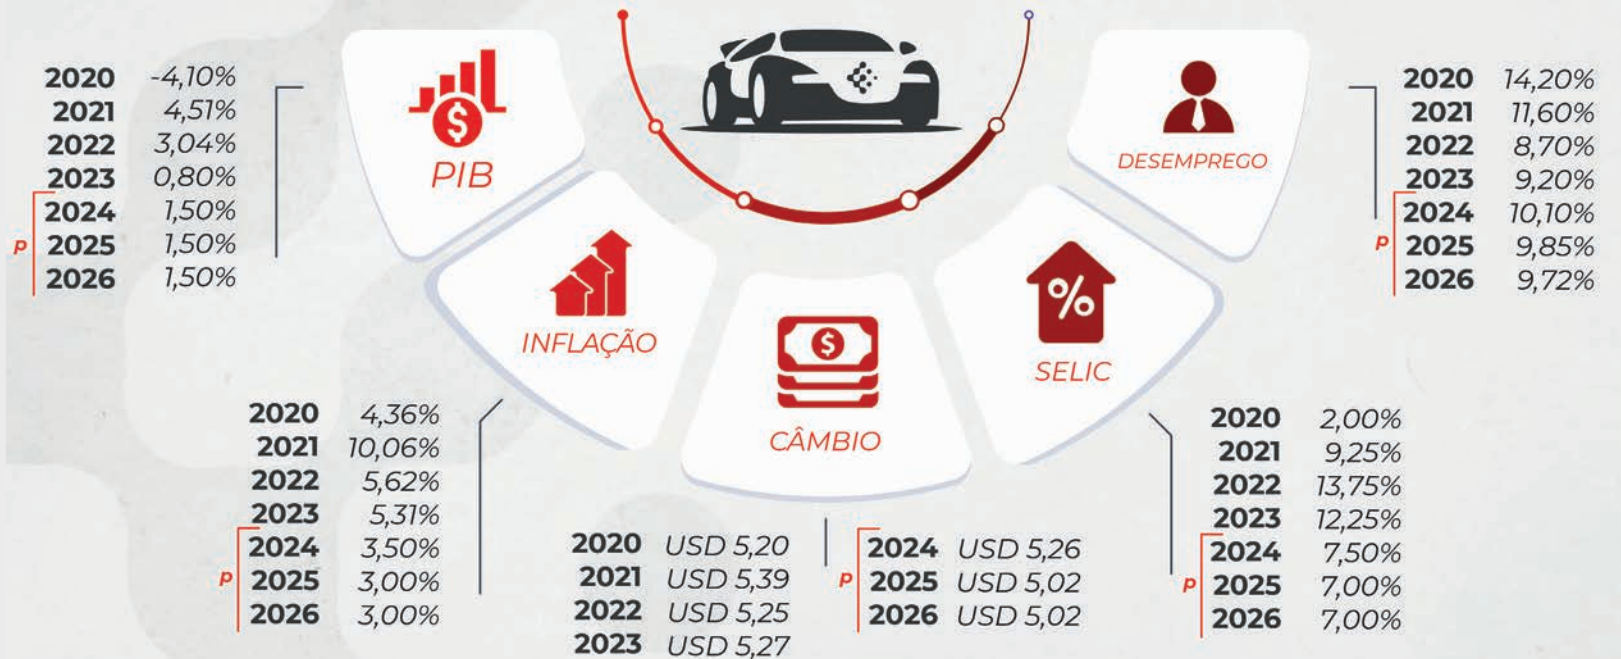 2020 -4,10%
2021 4,51%
2022 3,04%
2023 0,80%
2024 1,50%
2025 1,50%
2026 1,50%
p
$
PIB
INFLAÇÃO
2020 4,36%
2021 10,06%
2022 5,62%
2023 5,31%
2024 3,50%
2025 3,00%
2026 3,00%
p
$
CÂMBIO
2020 USD 5,20
2021 USD 5,39
2022 USD 5,25
2023 USD 5,27
p
2024 USD 5,26
2025 USD 5,02
2026 USD 5,02
%
SELIC
2020 2,00%
2021 9,25%
2022 13,75%
2023 12,25%
2024 7,50%
2025 7,00%
2026 7,00%
p
DESEMPREGO
2020 14,20%
2021 11,60%
2022 8,70%
2023 9,20%
2024 10,10%
2025 9,85%
2026 9,72%
p